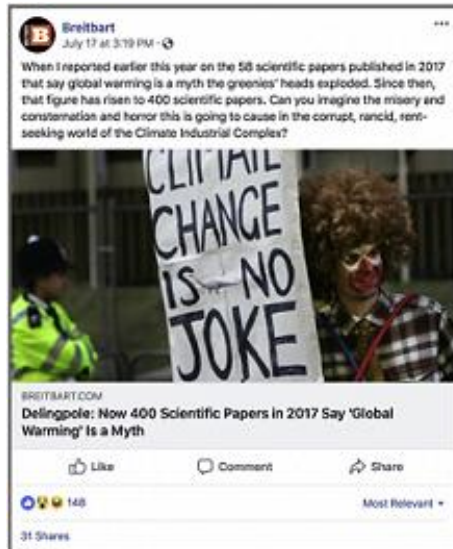 Breitbart
July 17 at 3:19 PM ·
When I reported earlier this year on the 58 scientific papers published in 2017
that say global warming is a myth the greenies' heads exploded. Since then,
that figure has risen to 400 scientific papers. Can you imagine the misery and
consternation and horror this is going to cause in the corrupt, rancid, rent-
seeking world of the Climate Industrial Complex?
CLIMATE
CHANGE
IS NO
JOKE
BREITBART.COM
Delingpole: Now 400 Scientific Papers in 2017 Say 'Global
Warming' Is a Myth
Like Comment Share
148 Most Relevant
31 Shares